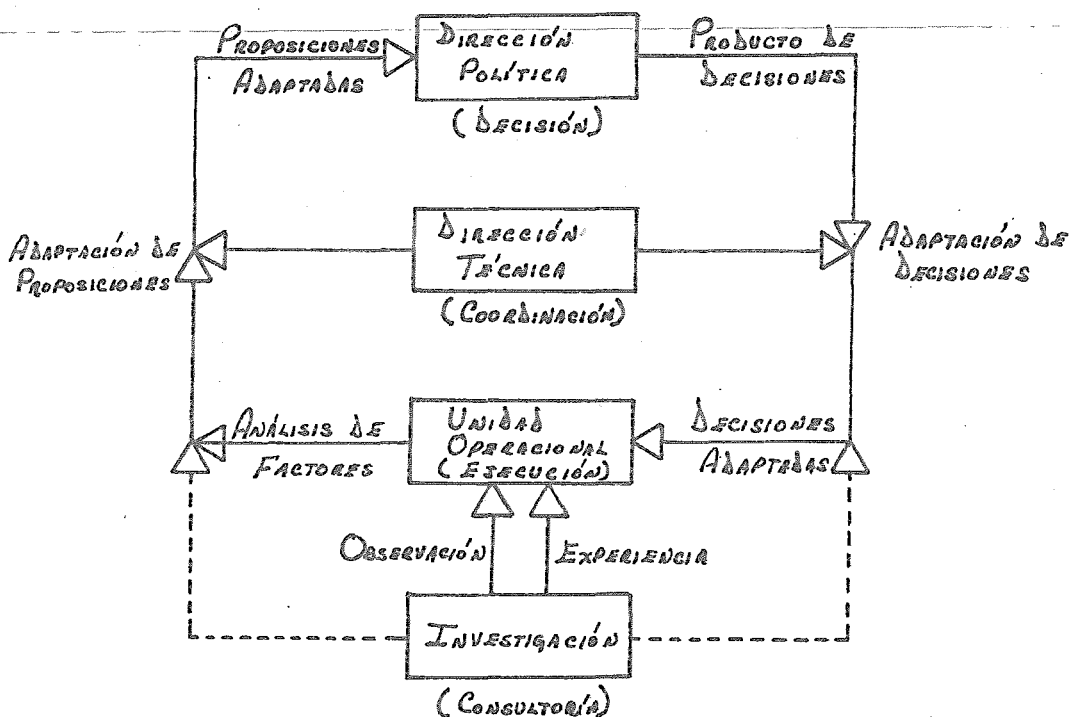 PROPOSICIONES
ADAPTADAS
DIRECCIÓN
POLÍTICA
(DECISIÓN)
PRODUCTO DE
DECISIONES
ADAPTACIÓN DE
PROPOSICIONES
DIRECCIÓN
TÉCNICA
(COORDINACIÓN)
ADAPTACIÓN DE
DECISIONES
ANÁLISIS DE
FACTORES
UNIDAD
OPERACIONAL
(EJECUCIÓN)
DECISIONES
ADAPTADAS
OBSERVACIÓN
EXPERIENCIA
INVESTIGACIÓN
(CONSULTORÍA)